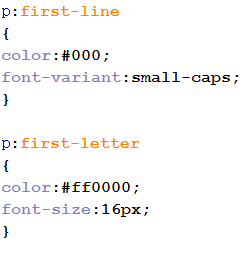 p:first-line
{
color:#000;
font-variant:small-caps;
}
p:first-letter
{
color:#ff0000;
font-size:16px;
}